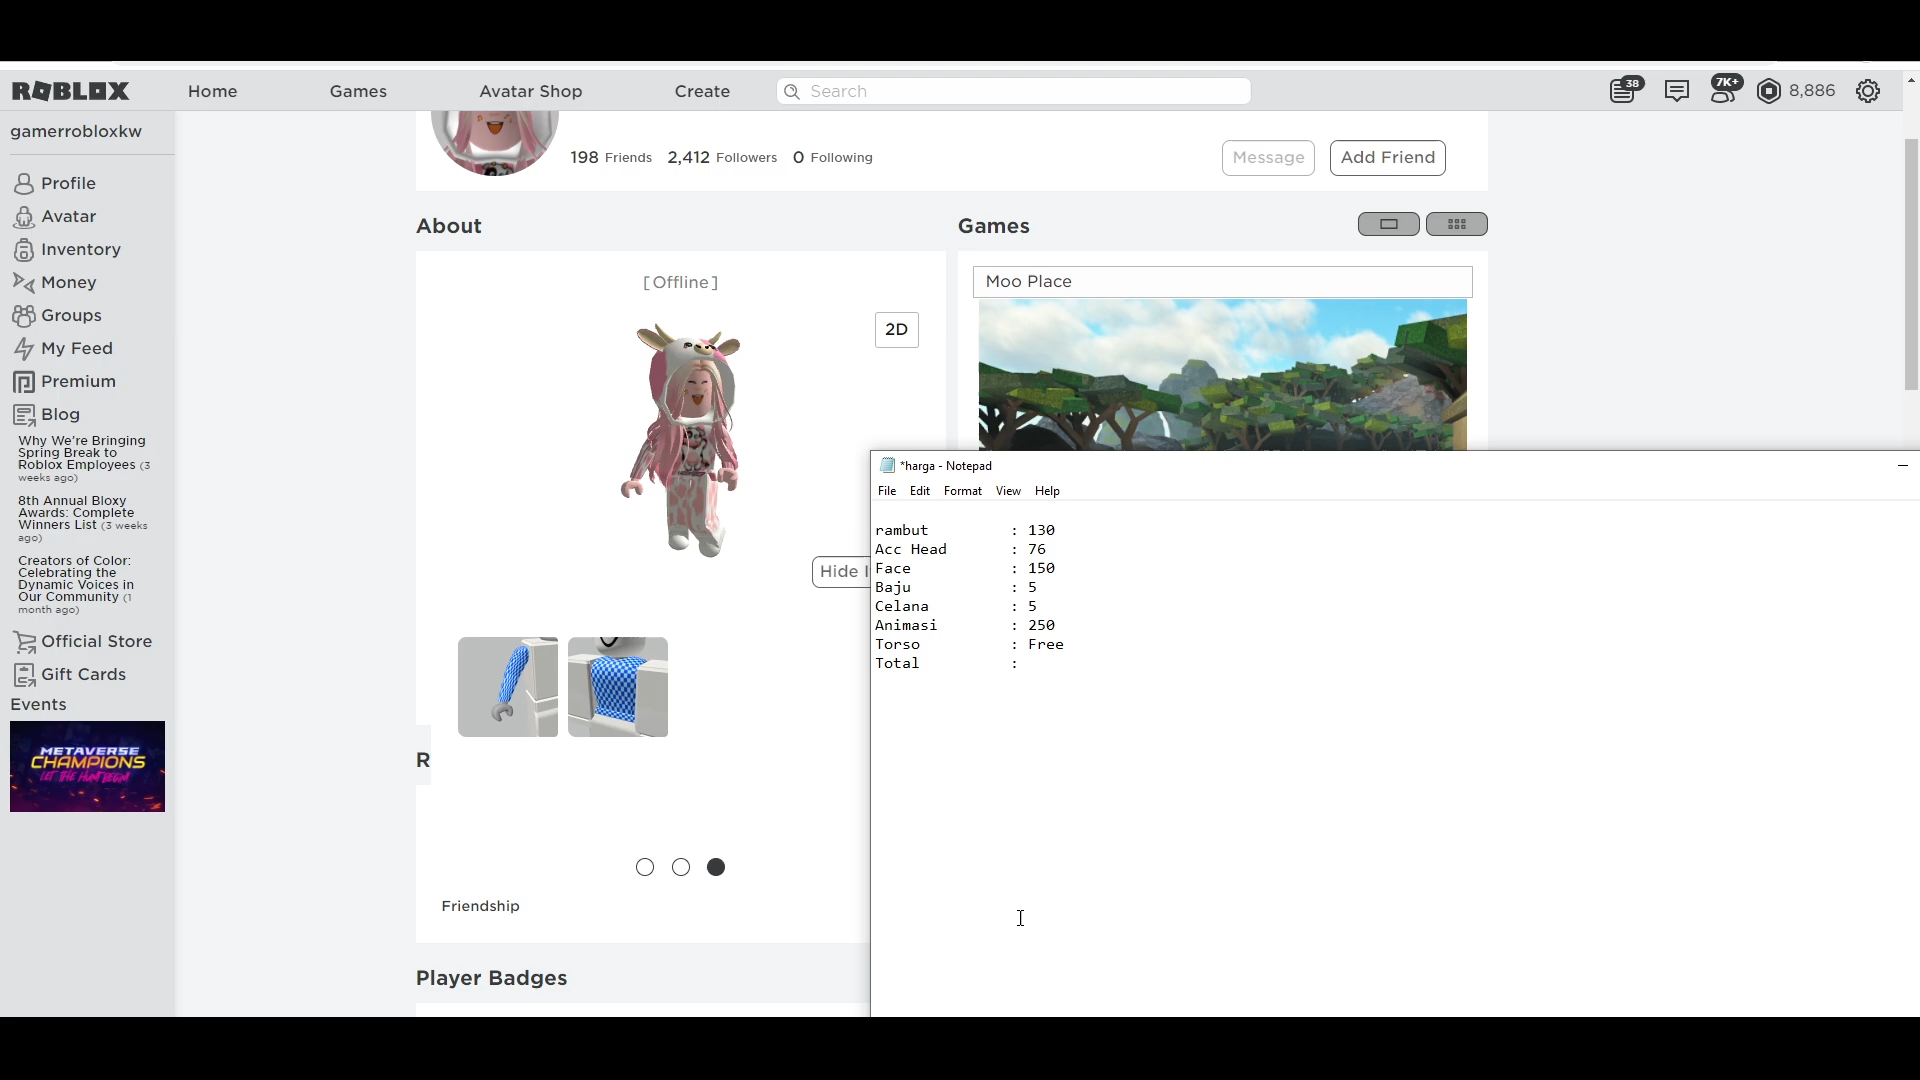 ROBLOX
Home
Games
Avatar Shop
Create
Search
38
7K+
8,886
gamerrobloxkw
Profile
Avatar
Inventory
Money
Groups
My Feed
Premium
Blog
Why We're Bringing
Spring Break to
Roblox Employees (3
weeks ago)
8th Annual Bloxy
Awards: Complete
Winners List (3 weeks
ago)
Creators of Color:
Celebrating the
Dynamic Voices in
Our Community (1
month ago)
Official Store
Gift Cards
Events
METAVERSE
CHAMPIONS
LET THE HUNT BEGIN
198 Friends 2,412 Followers 0 Following
Message
Add Friend
About
[ Offline ]
2D
Hide
R
Friendship
Player Badges
Games
Moo Place
*harga - Notepad
File Edit Format View Help
rambut : 130
Acc Head : 76
Face : 150
Baju : 5
Celana : 5
Animasi : 250
Torso : Free
Total :